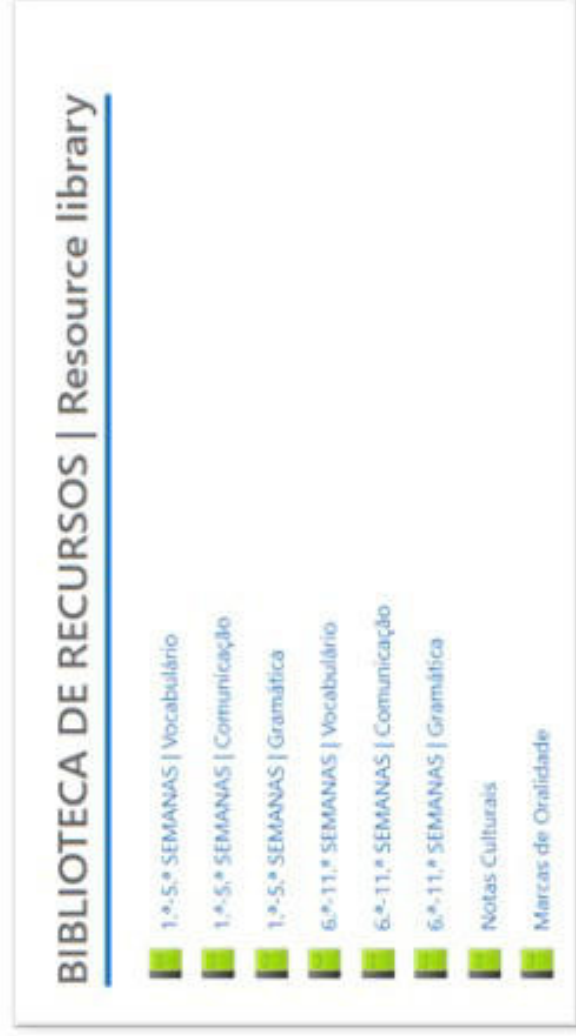 BIBLIOTECA DE RECURSOS | Resource library
1.ª-5.ª SEMANAS | Vocabulário
1.ª-5.ª SEMANAS | Comunicação
1.ª-5.ª SEMANAS | Gramática
6.ª-11.ª SEMANAS | Vocabulário
6.ª-11.ª SEMANAS | Comunicação
6.ª-11.ª SEMANAS | Gramática
Notas Culturais
Marcas de Oralidade